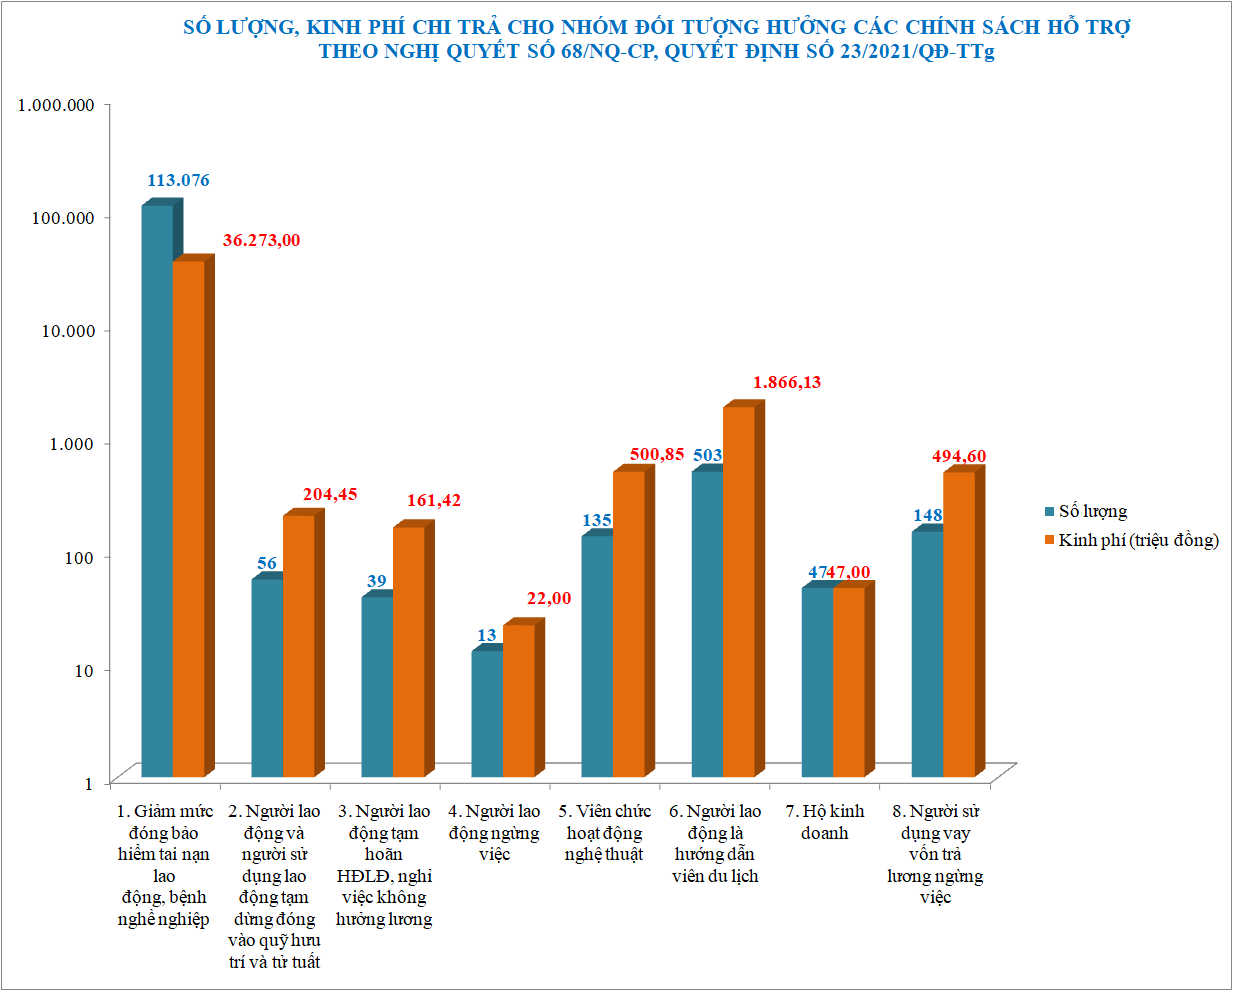 SỐ LƯỢNG, KINH PHÍ CHI TRẢ CHO NHÓM ĐỐI TƯỢNG HƯỞNG CÁC CHÍNH SÁCH HỖ TRỢ
THEO NGHỊ QUYẾT SỐ 68/NQ-CP, QUYẾT ĐỊNH SỐ 23/2021/QĐ-TTg
1.000.000
100.000
10.000
1.000
100
10
1
113.076
36.273,00
56
204,45
39
161,42
13
22,00
135
500,85
503
1.866,13
47
47,00
148
494,60
Số lượng
Kinh phí (triệu đồng)
1. Giảm mức
đóng bảo
hiểm tai nạn
lao
động, bệnh
nghề nghiệp
2. Người lao
động và
người sử
dụng lao
động tạm
dừng đóng
vào quỹ hưu
trí và tử tuất
3. Người lao
động tạm
hoãn
HĐLĐ, nghỉ
việc không
hưởng lương
4. Người lao
động ngừng
việc
5. Viên chức
hoạt động
nghệ thuật
6. Người lao
động là
hướng dẫn
viên du lịch
7. Hộ kinh
doanh
8. Người sử
dụng vay
vốn trả
lương ngừng
việc